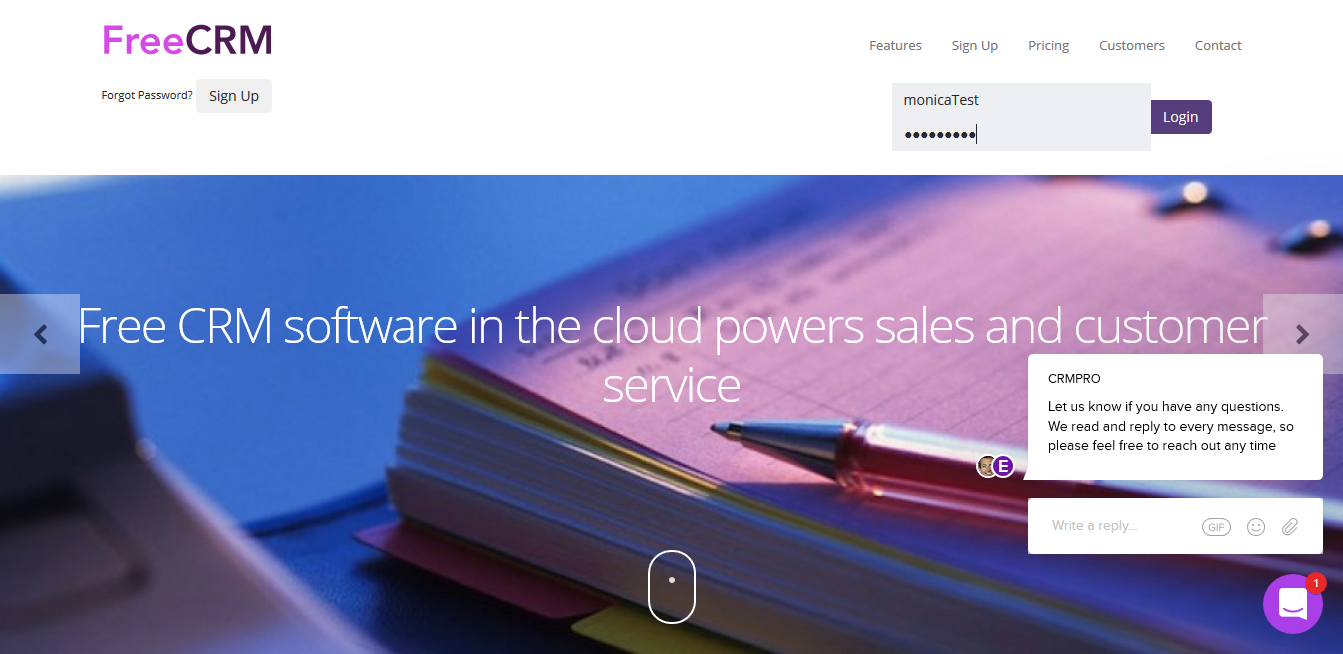 FreeCRM
Features Sign Up Pricing Customers Contact
Forgot Password? Sign Up
monicaTest
•••••••••
Login
Free CRM software in the cloud powers sales and customer
service
CRMPRO
Let us know if you have any questions.
We read and reply to every message, so
please feel free to reach out any time
E
Write a reply...
GIF
1